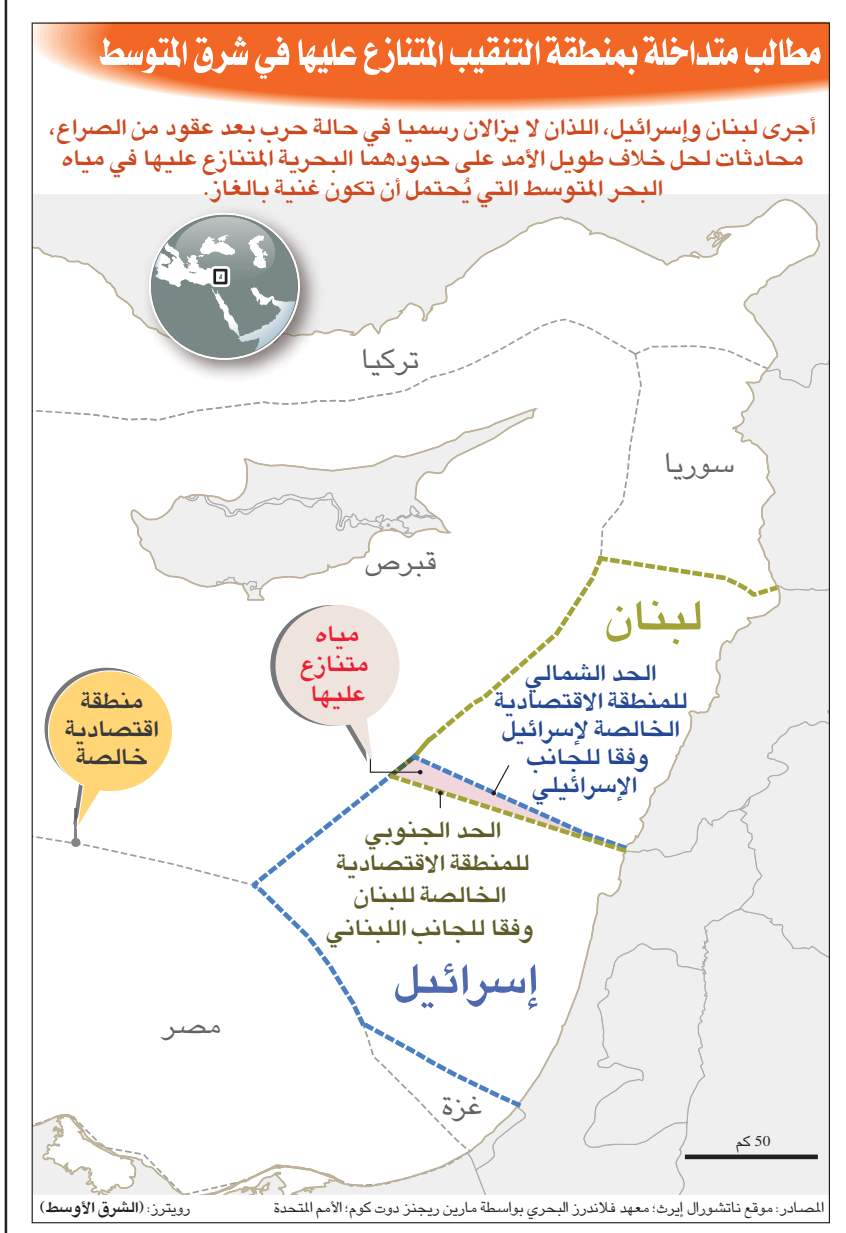 مطالب متداخلة بمنطقة التنقيب المتنازع عليها في شرق المتوسط
أجرى لبنان وإسرائيل، اللذان لا يزالان رسميا في حالة حرب بعد عقود من الصراع،
محادثات لحل خلاف طويل الأمد على حدودهما البحرية المتنازع عليها في مياه
البحر المتوسط التي يُحتمل أن تكون غنية بالغاز.
تركيا
سوريا
قبرص
لبنان
مياه
متنازع
عليها
الحد الشمالي
للمنطقة الاقتصادية
الخالصة لإسرائيل
وفقا للجانب
الإسرائيلي
منطقة
اقتصادية
خالصة
الحد الجنوبي
للمنطقة الاقتصادية
الخالصة للبنان
وفقا للجانب اللبناني
إسرائيل
مصر
غزة
50 كم
المصادر: موقع ناتشورال إيرث؛ معهد فلاندرز البحري بواسطة مارين ريجنز دوت كوم؛ الأمم المتحدة
رويترز: (الشرق الأوسط)